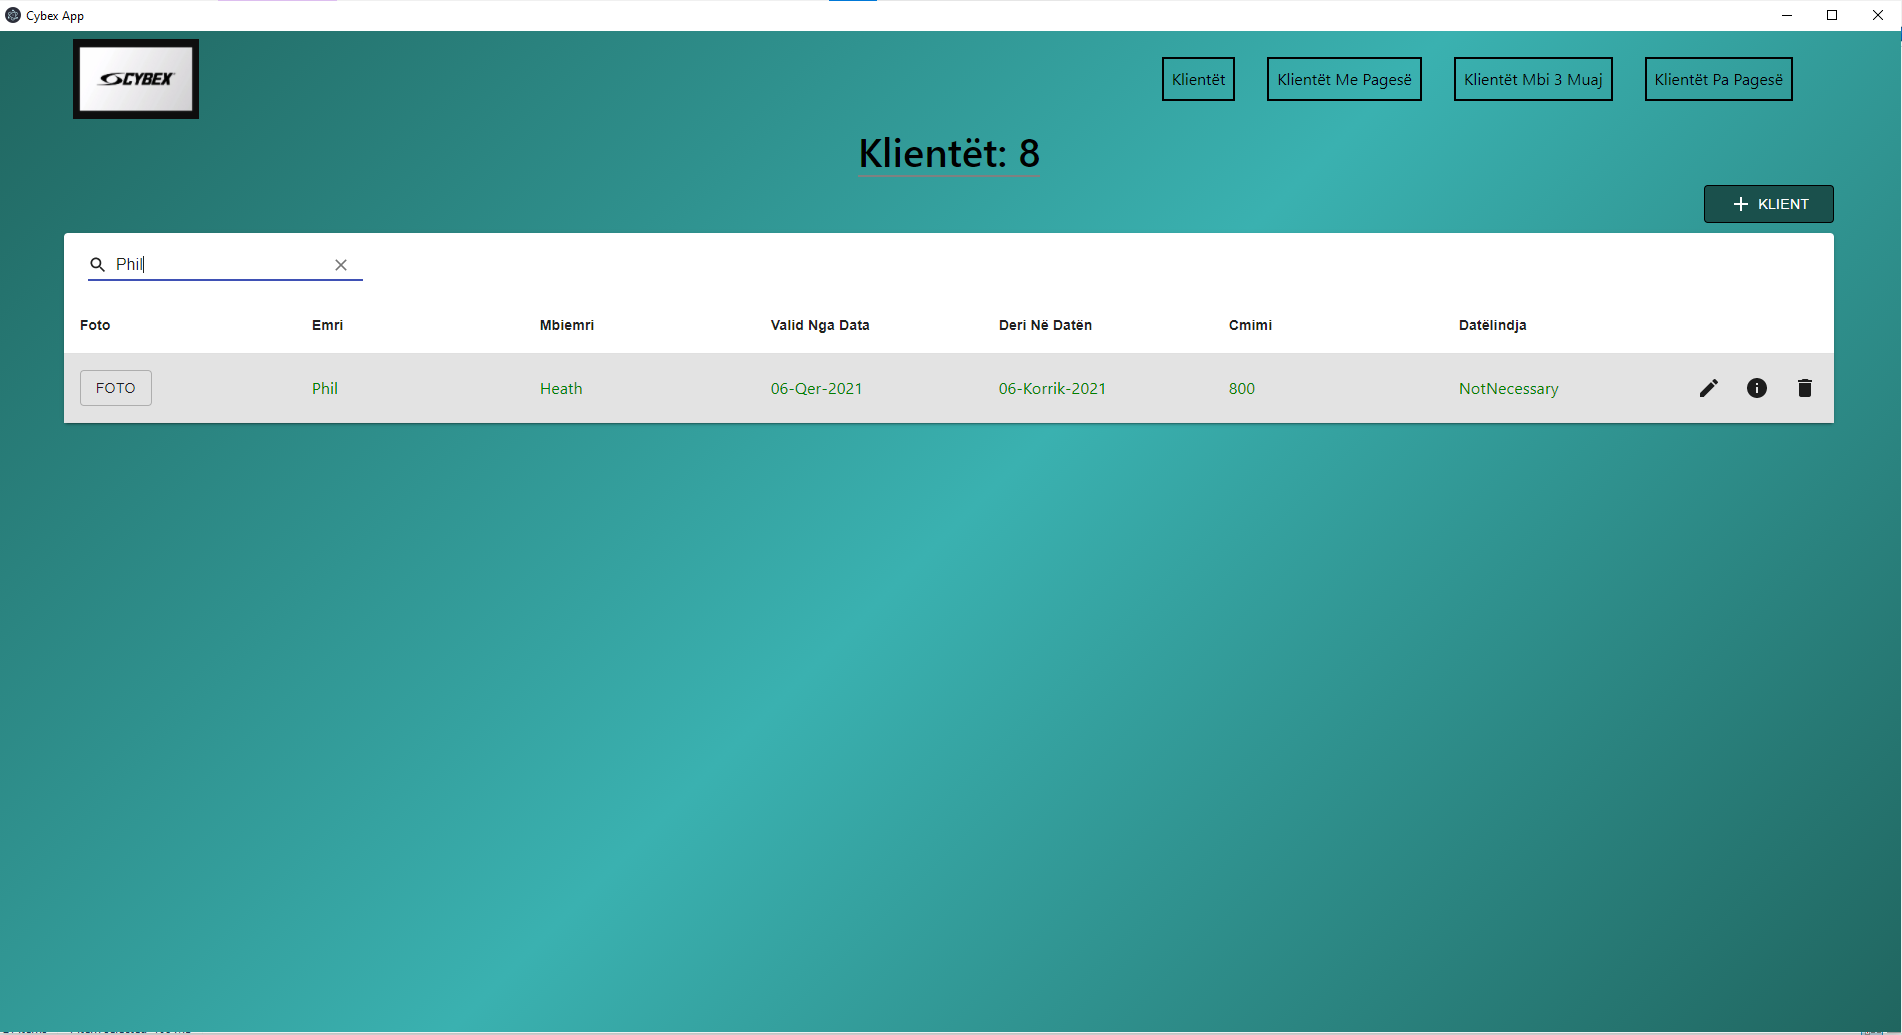 Cybex App
CYBEX
Klientët
Klientët Me Pagesë
Klientët Mbi 3 Muaj
Klientët Pa Pagesë
Klientët: 8
KLIENT
Phil
Foto Emri Mbiemri Valid Nga Data Deri Në Datën Cmimi Datëlindja
FOTO Phil Heath 06-Qer-2021 06-Korrik-2021 800 NotNecessary